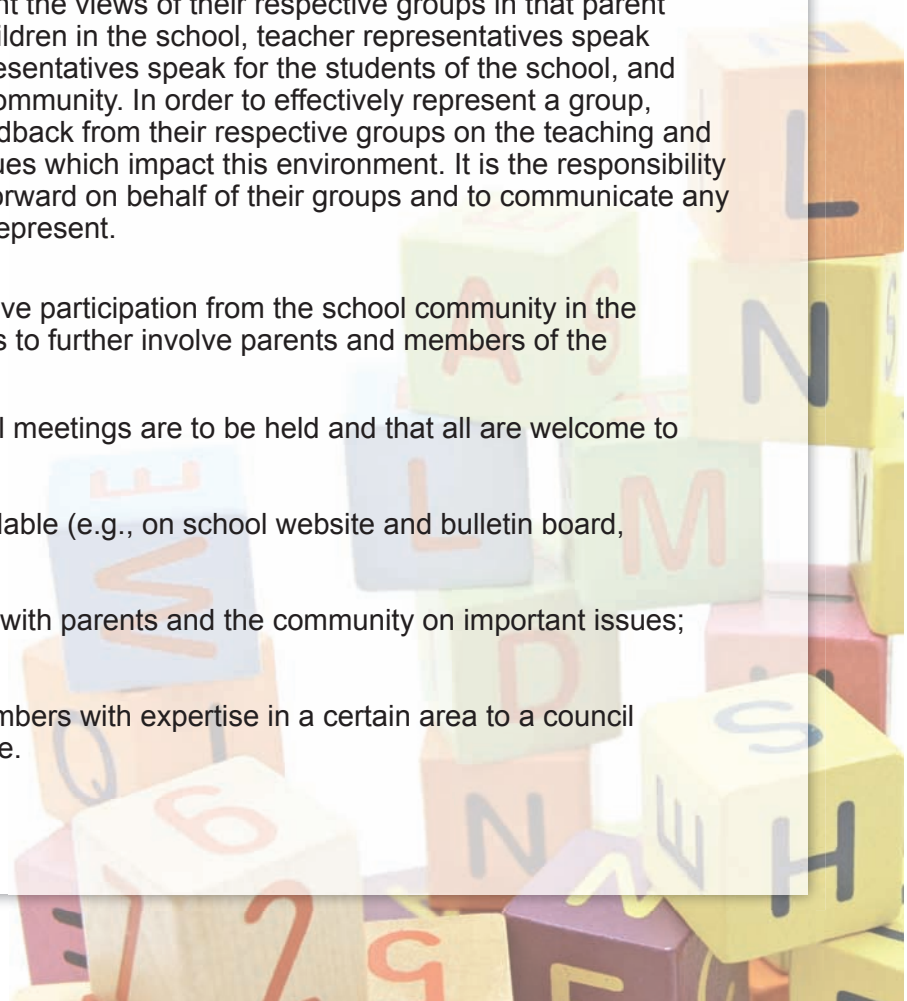 nt the views of their respective groups in that parent
ildren in the school, teacher representatives speak
esentatives speak for the students of the school, and
ommunity. In order to effectively represent a group,
dback from their respective groups on the teaching and
ues which impact this environment. It is the responsibility
orward on behalf of their groups and to communicate any
epresent.
ve participation from the school community in the
s to further involve parents and members of the
l meetings are to be held and that all are welcome to
lable (e.g., on school website and bulletin board,
with parents and the community on important issues;
mbers with expertise in a certain area to a council
e.
N
L
N
S
A
S
E
L
M
W
D
Q
S
E
H
N
6
2
5